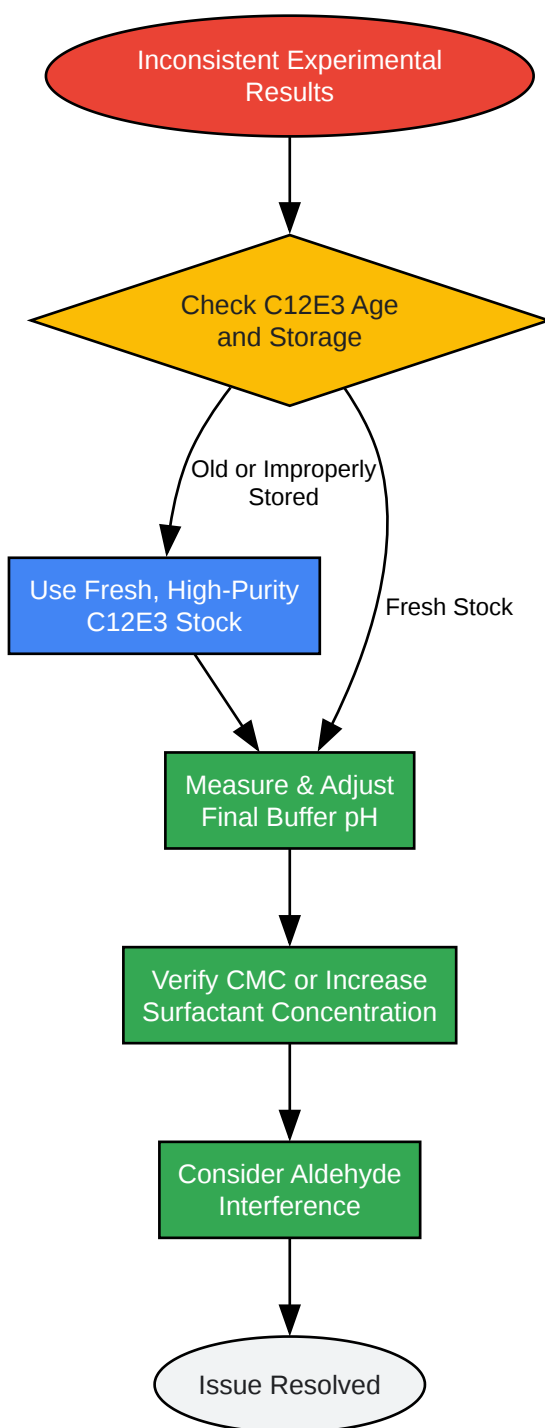 Inconsistent Experimental
Results
Check C12E3 Age
and Storage
Old or Improperly
Stored
Use Fresh, High-Purity
C12E3 Stock
Fresh Stock
Measure & Adjust
Final Buffer pH
Verify CMC or Increase
Surfactant Concentration
Consider Aldehyde
Interference
Issue Resolved